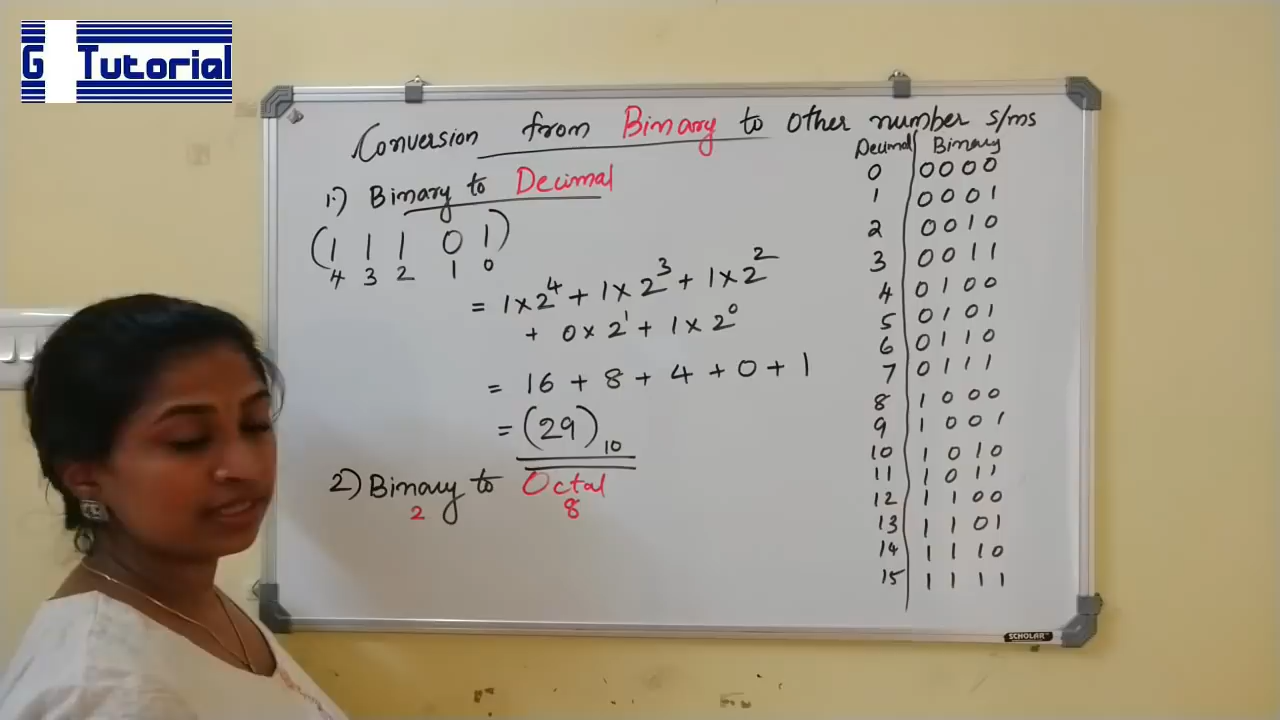 G Tutorial
Conversion from Binary to other number s/ms
1.) Binary to Decimal
(1 1 1 0 1)
4 3 2 1 0
= 1×2⁴ + 1×2³ + 1×2²
+ 0×2¹ + 1×2⁰
= 16 + 8 + 4 + 0 + 1
= (29)₁₀
2) Binary to Octal
2 8
Decimal Binary
0 0000
1 0001
2 0010
3 0011
4 0100
5 0101
6 0110
7 0111
8 1000
9 1001
10 1010
11 1011
12 1100
13 1101
14 1110
15 1111
SCHOLAR